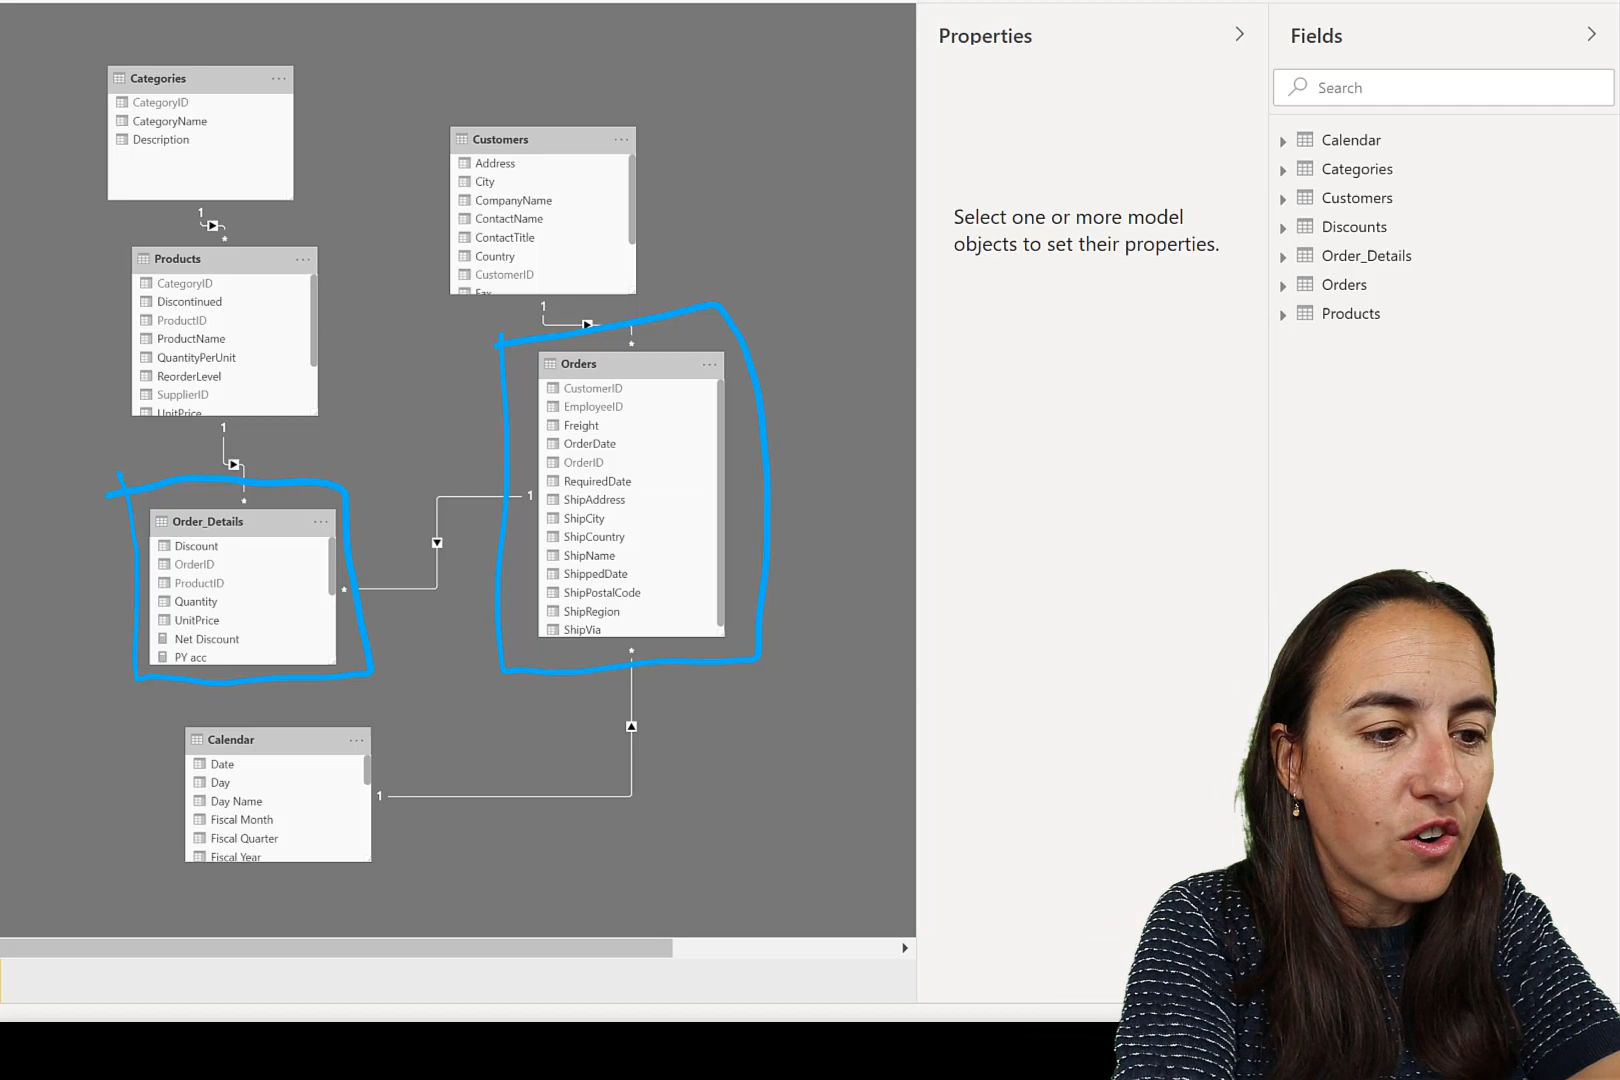 Categories
CategoryID
CategoryName
Description
1
*
Products
CategoryID
Discontinued
ProductID
ProductName
QuantityPerUnit
ReorderLevel
SupplierID
UnitPrice
1
*
Order_Details
Discount
OrderID
ProductID
Quantity
UnitPrice
Net Discount
PY acc
*
Calendar
Date
Day
Day Name
Fiscal Month
Fiscal Quarter
Fiscal Year
1
Customers
Address
City
CompanyName
ContactName
ContactTitle
Country
CustomerID
Fax
1
*
Orders
CustomerID
EmployeeID
Freight
OrderDate
OrderID
RequiredDate
ShipAddress
ShipCity
ShipCountry
ShipName
ShippedDate
ShipPostalCode
ShipRegion
ShipVia
1
*
Properties
Select one or more model
objects to set their properties.
Fields
Search
Calendar
Categories
Customers
Discounts
Order_Details
Orders
Products